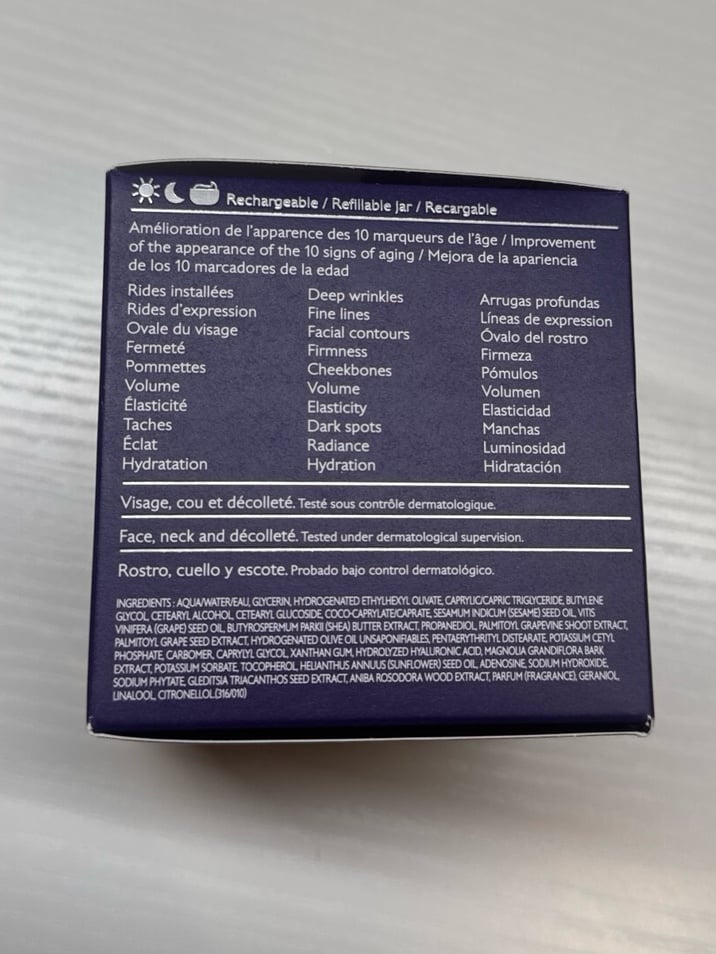 Rechargeable / Refillable jar / Recargable
Amélioration de l'apparence des 10 marqueurs de l'âge / Improvement
of the appearance of the 10 signs of aging / Mejora de la apariencia
de los 10 marcadores de la edad
Rides installées
Rides d'expression
Ovale du visage
Fermeté
Pommettes
Volume
Élasticité
Taches
Éclat
Hydratation
Deep wrinkles
Fine lines
Facial contours
Firmness
Cheekbones
Volume
Elasticity
Dark spots
Radiance
Hydration
Arrugas profundas
Líneas de expression
Óvalo del rostro
Firmeza
Pómulos
Volumen
Elasticidad
Manchas
Luminosidad
Hidratación
Visage, cou et décolleté. Testé sous contrôle dermatologique.
Face, neck and décolleté. Tested under dermatological supervision.
Rostro, cuello y escote. Probado bajo control dermatológico.
INGREDIENTS : AQUA/WATER/EAU, GLYCERIN, HYDROGENATED ETHYLHEXYL OLIVATE, CAPRYLIC/CAPRIC TRIGLYCERIDE, BUTYLENE
GLYCOL, CETEARYL ALCOHOL, CETEARYL GLUCOSIDE, COCO-CAPRYLATE/CAPRATE, SESAMUM INDICUM (SESAME) SEED OIL, VITIS
VINIFERA (GRAPE) SEED OIL, BUTYROSPERMUM PARKII (SHEA) BUTTER EXTRACT, PROPANEDIOL, PALMITOYL GRAPEVINE SHOOT EXTRACT,
PALMITOYL GRAPE SEED EXTRACT, HYDROGENATED OLIVE OIL UNSAPONIFIABLES, PENTAERYTHRITYL DISTEARATE, POTASSIUM CETYL
PHOSPHATE, CARBOMER, CAPRYLYL GLYCOL, XANTHAN GUM, HYDROLYZED HYALURONIC ACID, MAGNOLIA GRANDIFLORA BARK
EXTRACT, POTASSIUM SORBATE, TOCOPHEROL, HELIANTHUS ANNUUS (SUNFLOWER) SEED OIL, ADENOSINE, SODIUM HYDROXIDE,
SODIUM PHYTATE, GLEDITSIA TRIACANTHOS SEED EXTRACT, ANIBA ROSODORA WOOD EXTRACT, PARFUM (FRAGRANCE), GERANIOL,
LINALOOL, CITRONELLOL.(316/010)